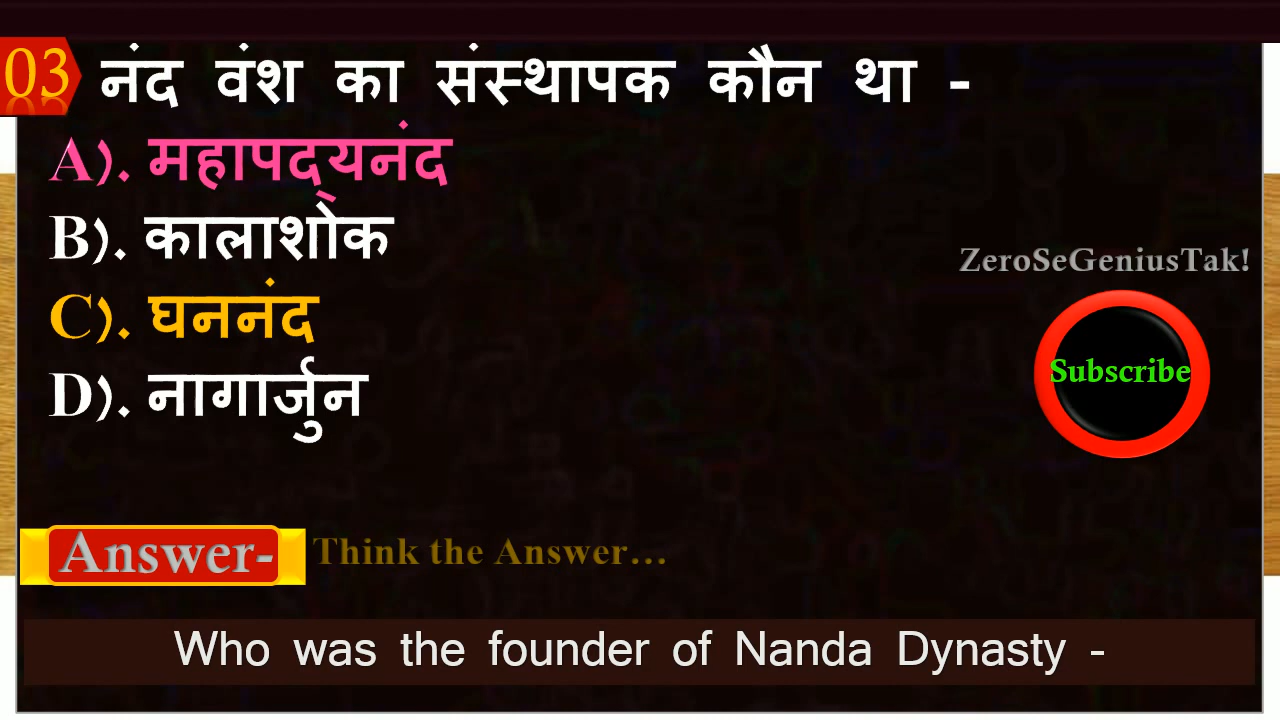 03 नंद वंश का संस्थापक कौन था -
A). महापद्यनंद
B). कालाशोक
C). घननंद
D). नागार्जुन
ZeroSeGeniusTak!
Subscribe
Answer- Think the Answer...
Who was the founder of Nanda Dynasty -